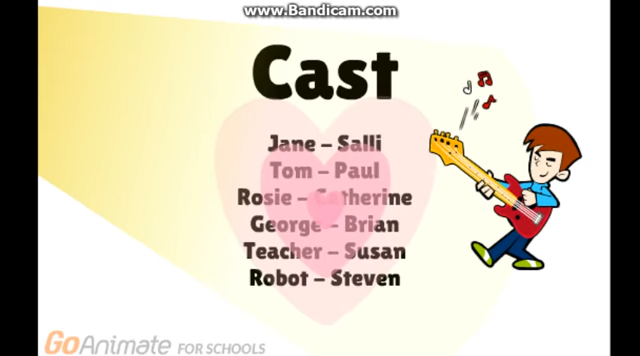 www.Bandicam.com
Cast
Jane – Salli
Tom – Paul
Rosie – Catherine
George – Brian
Teacher – Susan
Robot – Steven
GoAnimate FOR SCHOOLS